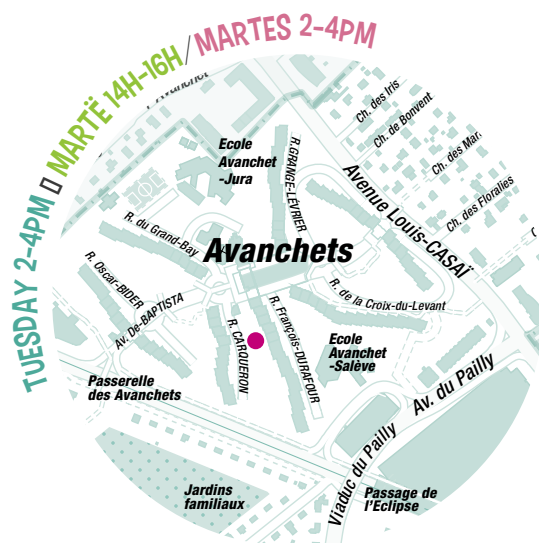 TUESDAY 2-4PM ▯ MARTË 14H-16H/MARTES 2-4PM
Ecole
Avanchet
-Jura
R.GRANGE-LÉVRIER
Ch. des Iris
Ch. de Bonvent
Ch. des Mar.
Ch. des Floralies
Avenue Louis-CASAÏ
R. du Grand-Bay
Avanchets
R. Oscar-BIDER
Av. De-BAPTISTA
R. de la Croix-du-Levant
R. CARQUERON
R. François-DURAFOUR
Ecole
Avanchet
-Salève
Passerelle
des Avanchets
Av. du Pailly
Viaduc du Pailly
Jardins
familiaux
Passage de
l'Eclipse